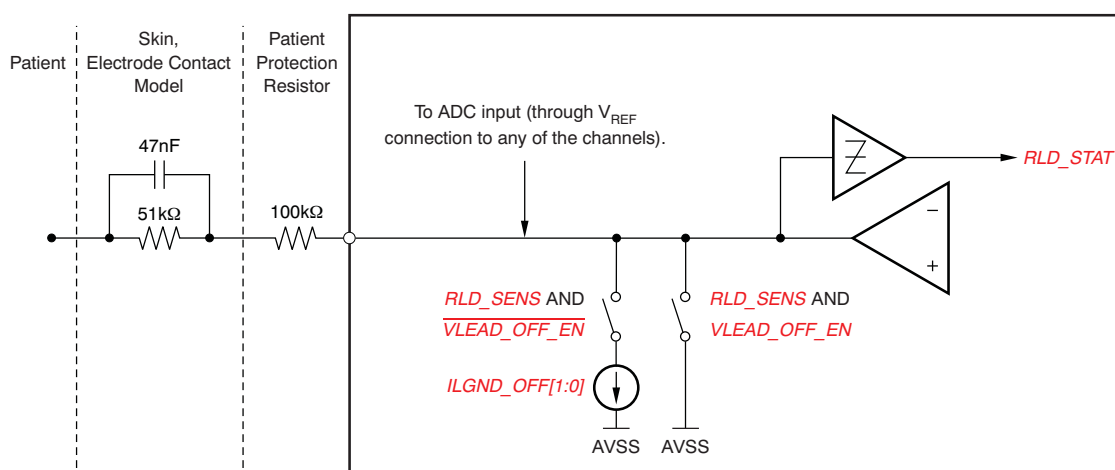 Patient
Skin,
Electrode Contact
Model
Patient
Protection
Resistor
47nF
51kΩ
100kΩ
To ADC input (through VREF
connection to any of the channels).
RLD_STAT
−
+
RLD_SENS AND
VLEAD_OFF_EN
RLD_SENS AND
VLEAD_OFF_EN
ILGND_OFF[1:0]
AVSS
AVSS